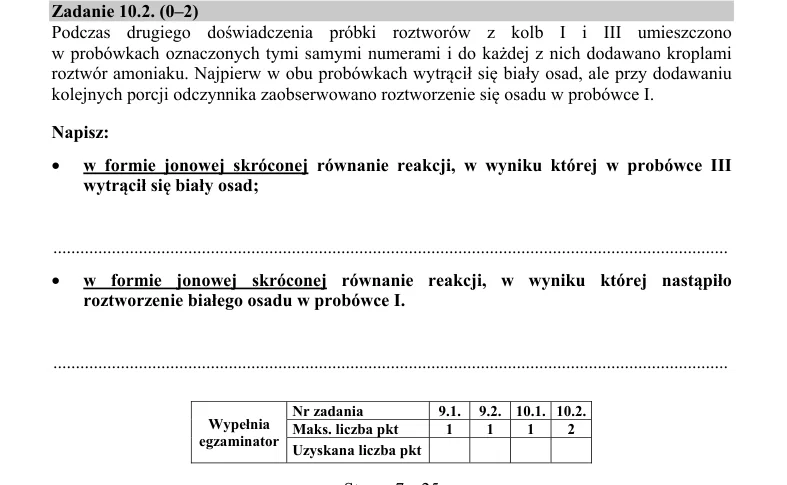 Zadanie 10.2. (0–2)
Podczas drugiego doświadczenia próbki roztworów z kolb I i III umieszczono
w probówkach oznaczonych tymi samymi numerami i do każdej z nich dodawano kroplami
roztwór amoniaku. Najpierw w obu probówkach wytrącił się biały osad, ale przy dodawaniu
kolejnych porcji odczynnika zaobserwowano roztworzenie się osadu w probówce I.
Napisz:
• w formie jonowej skróconej równanie reakcji, w wyniku której w probówce III
wytrącił się biały osad;
• w formie jonowej skróconej równanie reakcji, w wyniku której nastąpiło
roztworzenie białego osadu w probówce I.
Wypełnia
egzaminator
Nr zadania 9.1. 9.2. 10.1. 10.2.
Maks. liczba pkt 1 1 1 2
Uzyskana liczba pkt